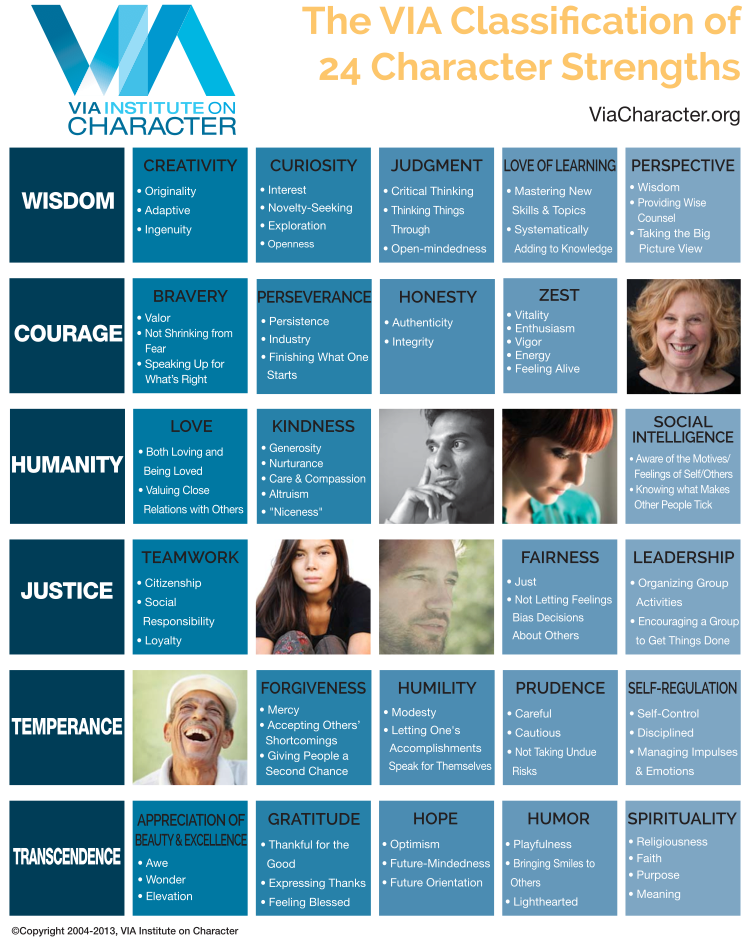 The VIA Classification of
24 Character Strengths
VIA INSTITUTE ON
CHARACTER
ViaCharacter.org
WISDOM
CREATIVITY
• Originality
• Adaptive
• Ingenuity
CURIOSITY
• Interest
• Novelty-Seeking
• Exploration
• Openness
JUDGMENT
• Critical Thinking
• Thinking Things
Through
• Open-mindedness
LOVE OF LEARNING
• Mastering New
Skills & Topics
• Systematically
Adding to Knowledge
PERSPECTIVE
• Wisdom
• Providing Wise
Counsel
• Taking the Big
Picture View
COURAGE
BRAVERY
• Valor
• Not Shrinking from
Fear
• Speaking Up for
What's Right
PERSEVERANCE
• Persistence
• Industry
• Finishing What One
Starts
HONESTY
• Authenticity
• Integrity
ZEST
• Vitality
• Enthusiasm
• Vigor
• Energy
• Feeling Alive
HUMANITY
LOVE
• Both Loving and
Being Loved
• Valuing Close
Relations with Others
KINDNESS
• Generosity
• Nurturance
• Care & Compassion
• Altruism
• "Niceness"
SOCIAL
INTELLIGENCE
• Aware of the Motives/
Feelings of Self/Others
• Knowing what Makes
Other People Tick
JUSTICE
TEAMWORK
• Citizenship
• Social
Responsibility
• Loyalty
FAIRNESS
• Just
• Not Letting Feelings
Bias Decisions
About Others
LEADERSHIP
• Organizing Group
Activities
• Encouraging a Group
to Get Things Done
TEMPERANCE
FORGIVENESS
• Mercy
• Accepting Others'
Shortcomings
• Giving People a
Second Chance
HUMILITY
• Modesty
• Letting One's
Accomplishments
Speak for Themselves
PRUDENCE
• Careful
• Cautious
• Not Taking Undue
Risks
SELF-REGULATION
• Self-Control
• Disciplined
• Managing Impulses
& Emotions
TRANSCENDENCE
APPRECIATION OF
BEAUTY & EXCELLENCE
• Awe
• Wonder
• Elevation
GRATITUDE
• Thankful for the
Good
• Expressing Thanks
• Feeling Blessed
HOPE
• Optimism
• Future-Mindedness
• Future Orientation
HUMOR
• Playfulness
• Bringing Smiles to
Others
• Lighthearted
SPIRITUALITY
• Religiousness
• Faith
• Purpose
• Meaning
©Copyright 2004-2013, VIA Institute on Character